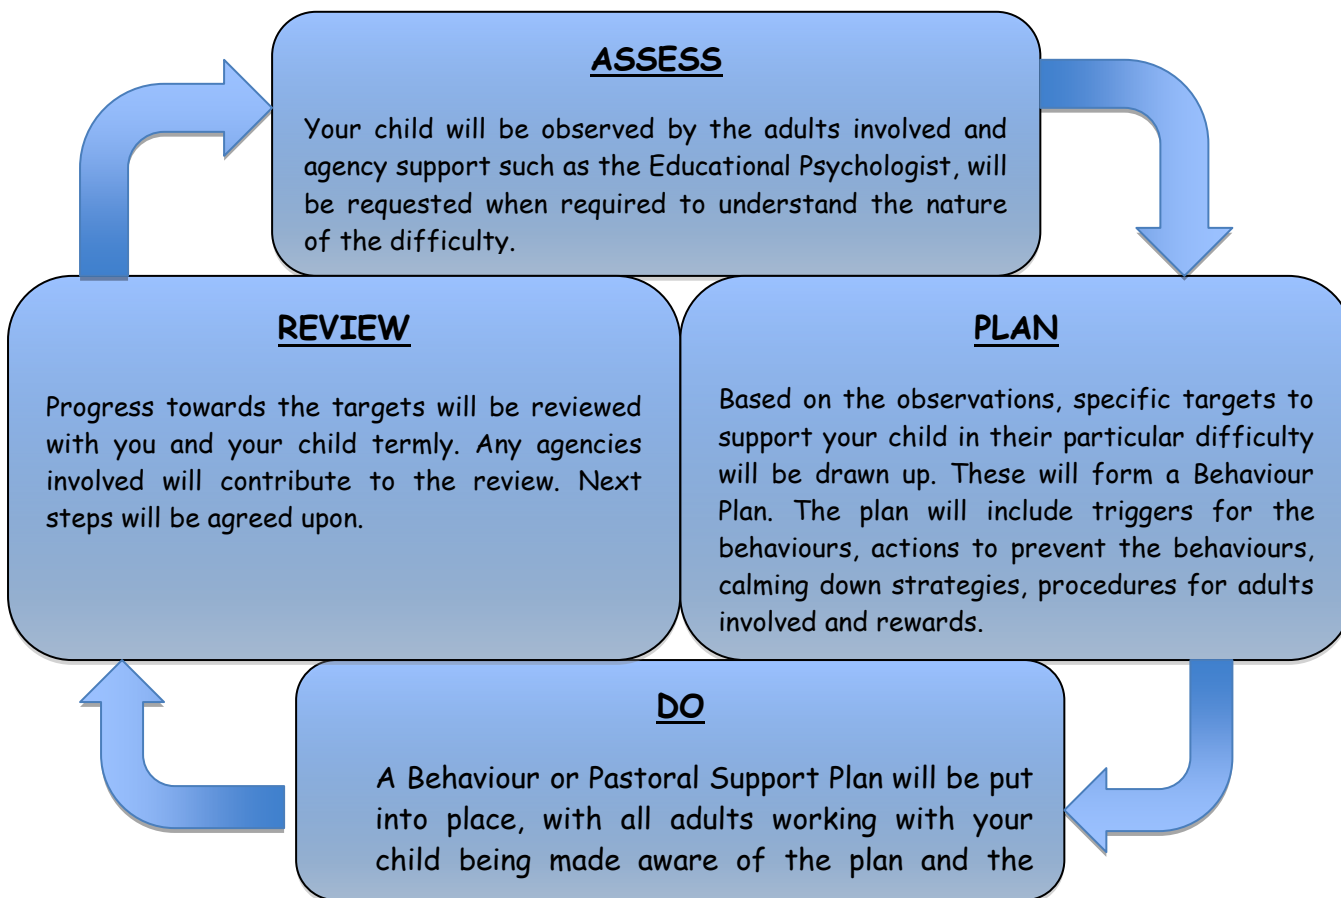 ASSESS
Your child will be observed by the adults involved and
agency support such as the Educational Psychologist, will
be requested when required to understand the nature
of the difficulty.
PLAN
Based on the observations, specific targets to
support your child in their particular difficulty
will be drawn up. These will form a Behaviour
Plan. The plan will include triggers for the
behaviours, actions to prevent the behaviours,
calming down strategies, procedures for adults
involved and rewards.
DO
A Behaviour or Pastoral Support Plan will be put
into place, with all adults working with your
child being made aware of the plan and the
REVIEW
Progress towards the targets will be reviewed
with you and your child termly. Any agencies
involved will contribute to the review. Next
steps will be agreed upon.